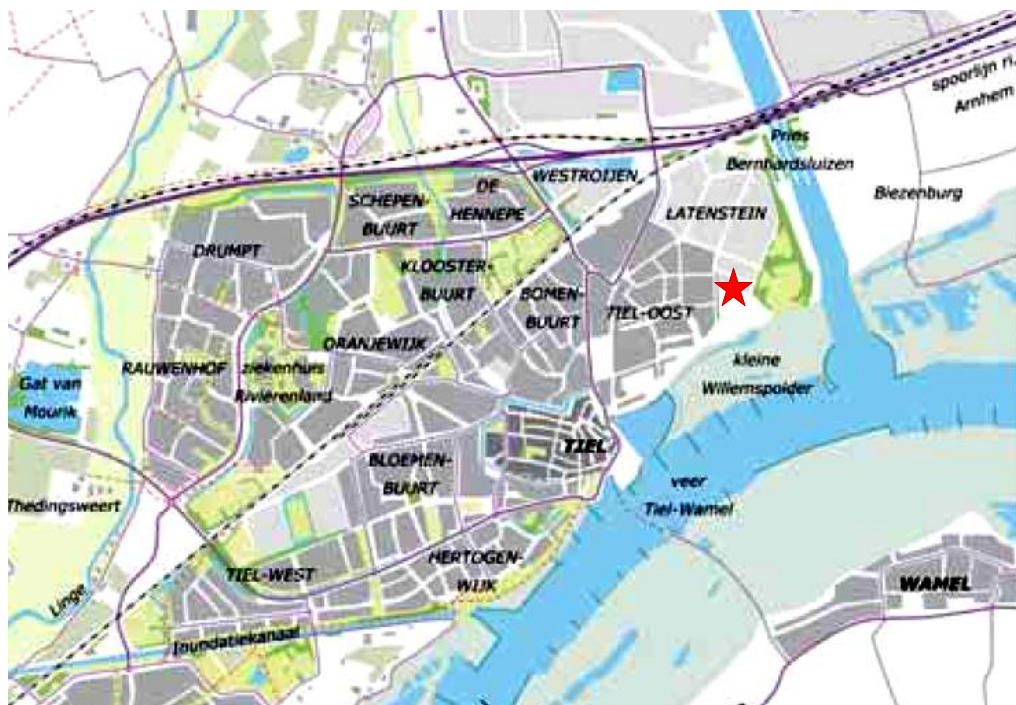 spoorlijn ri.
Arnhem
Prins
Bernhardsluizen
Biezenburg
WESTROIJEN
DE
HENNEPE
SCHEPEN-
BUURT
LATENSTEIN
DRUMPT
KLOOSTER-
BUURT
BOMEN-
BUURT
TIEL-OOST
ORANJEWIJK
RAUWENHOF
ziekenhuis
Rivierenland
Gat van
Mourik
kleine
Willemspolder
TIEL
BLOEMEN-
BUURT
veer
Tiel-Wamel
Thedingsweert
HERTOGEN-
WIJK
TIEL-WEST
WAMEL
Linge
Inundatiekanaal